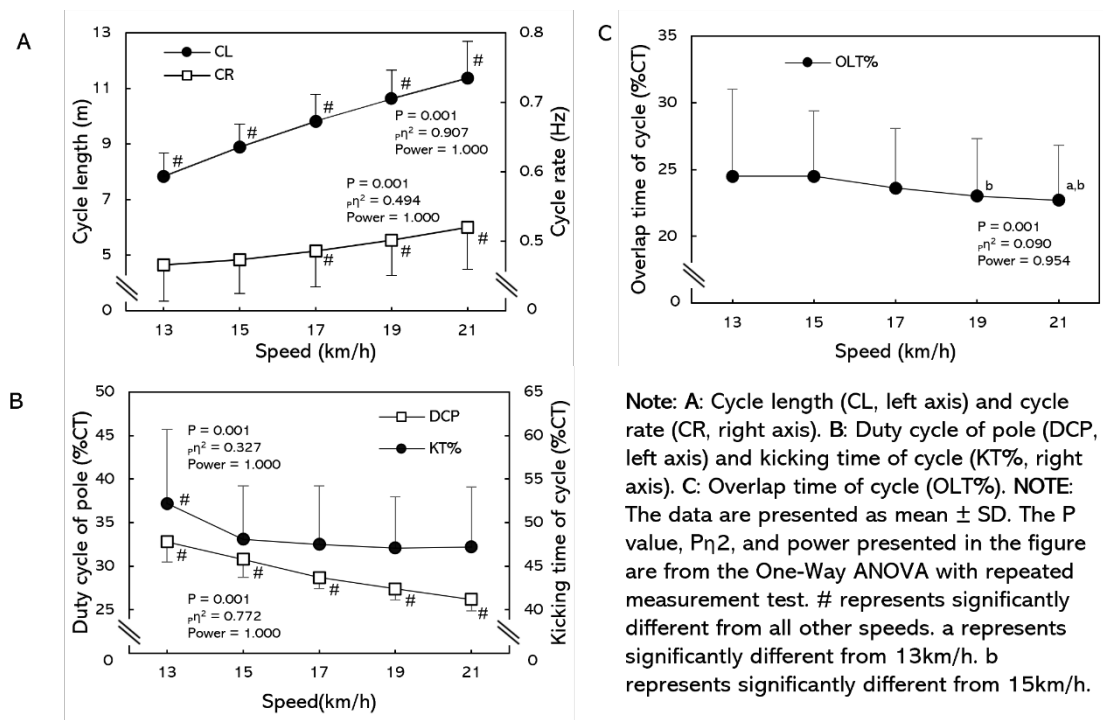 A
13
11
9
7
5
0
Cycle length (m)
CL
CR
#
#
#
#
#
P = 0.001
Pη² = 0.907
Power = 1.000
P = 0.001
Pη² = 0.494
Power = 1.000
#
#
#
0.8
0.7
0.6
0.5
0
Cycle rate (Hz)
13 15 17 19 21
Speed (km/h)
C
35
30
25
20
0
Overlap time of cycle (%CT)
OLT%
b
a,b
P = 0.001
Pη² = 0.090
Power = 0.954
13 15 17 19 21
Speed (km/h)
B
50
45
40
35
30
25
0
Duty cycle of pole (%CT)
P = 0.001
Pη² = 0.327
Power = 1.000
DCP
KT%
#
#
#
#
#
#
P = 0.001
Pη² = 0.772
Power = 1.000
65
60
55
50
45
40
0
Kicking time of cycle (%CT)
13 15 17 19 21
Speed(km/h)
Note: A: Cycle length (CL, left axis) and cycle
rate (CR, right axis). B: Duty cycle of pole (DCP,
left axis) and kicking time of cycle (KT%, right
axis). C: Overlap time of cycle (OLT%). NOTE:
The data are presented as mean ± SD. The P
value, Pη2, and power presented in the figure
are from the One-Way ANOVA with repeated
measurement test. # represents significantly
different from all other speeds. a represents
significantly different from 13km/h. b
represents significantly different from 15km/h.